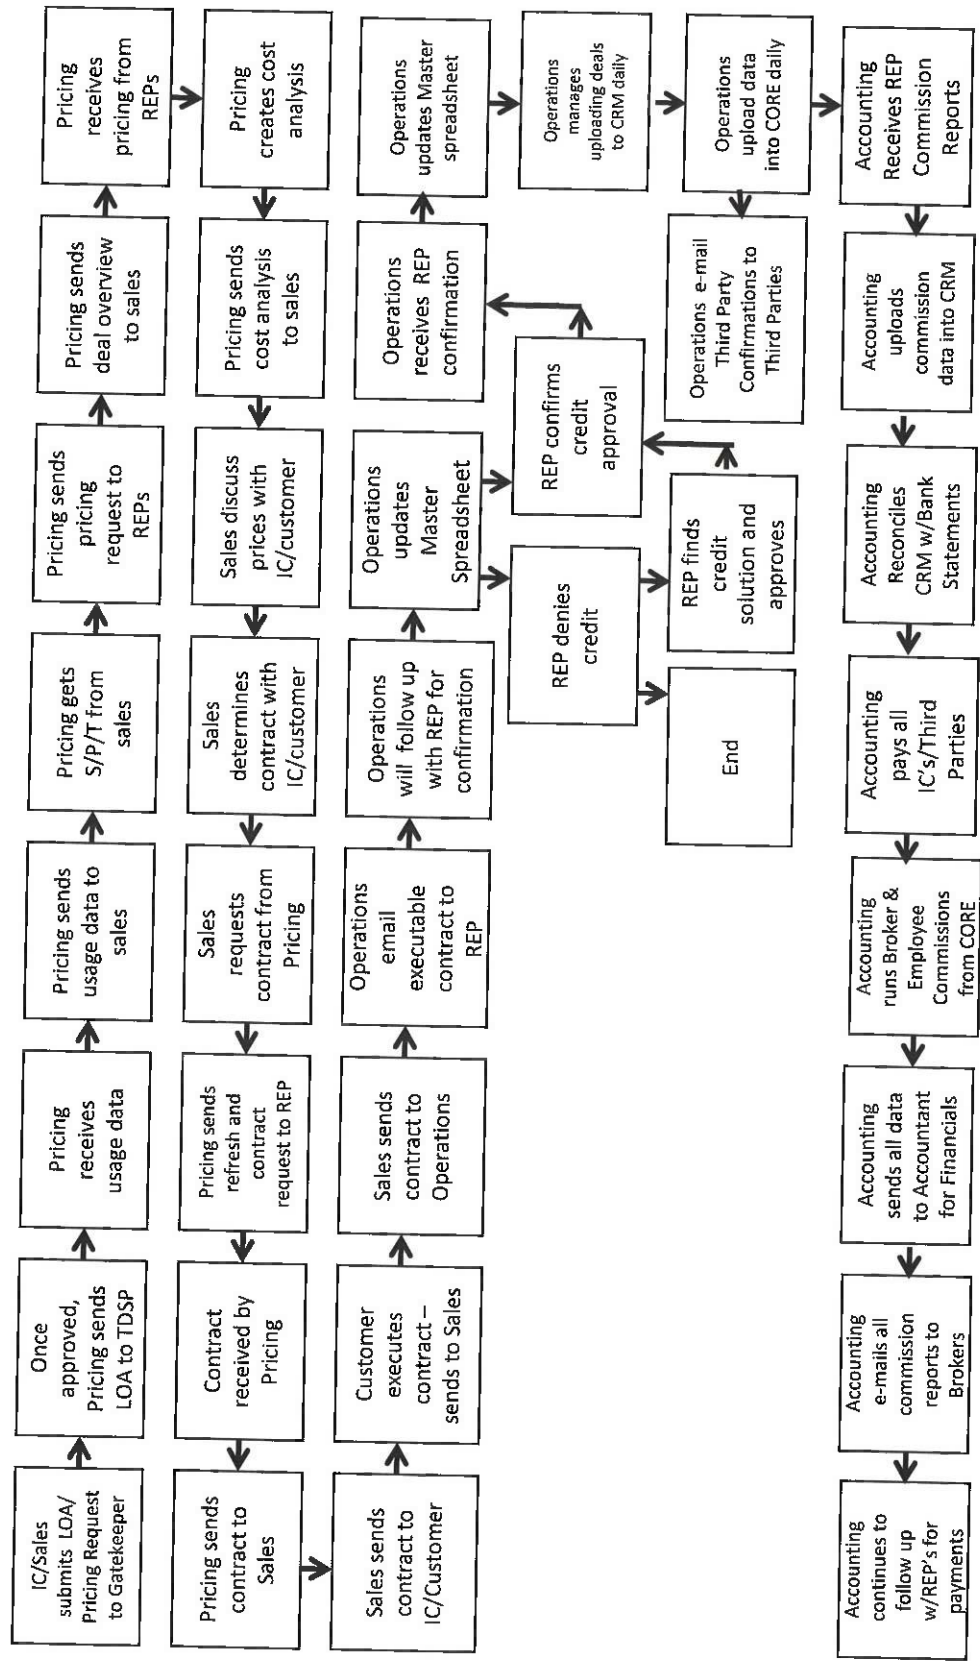 IC/Sales
submits LOA/
Pricing Request
to Gatekeeper
Once
approved,
Pricing sends
LOA to TDSP
Pricing
receives
usage data
Pricing sends
usage data to
sales
Pricing gets
S/P/T from
sales
Pricing sends
pricing
request to
REPs
Pricing sends
deal overview
to sales
Pricing
receives
pricing from
REPs
Pricing
creates cost
analysis
Pricing sends
cost analysis
to sales
Sales discuss
prices with
IC/customer
Sales
determines
contract with
IC/customer
Sales
requests
contract from
Pricing
Pricing sends
refresh and
contract
request to REP
Contract
received by
Pricing
Pricing sends
contract to
Sales
Sales sends
contract to
IC/Customer
Customer
executes
contract –
sends to Sales
Sales sends
contract to
Operations
Operations
email
executable
contract to
REP
Operations
will follow up
with REP for
confirmation
Operations
updates
Master
Spreadsheet
REP denies
credit
End
REP finds
credit
solution and
approves
REP confirms
credit
approval
Operations
receives REP
confirmation
Operations
updates Master
spreadsheet
Operations
manages
uploading deals
to CRM daily
Operations
upload data
into CORE daily
Operations e-mail
Third Party
Confirmations to
Third Parties
Accounting
Receives REP
Commission
Reports
Accounting
uploads
commission
data into CRM
Accounting
Reconciles
CRM w/Bank
Statements
Accounting
pays all
IC's/Third
Parties
Accounting
runs Broker &
Employee
Commissions
from CORE
Accounting
sends all data
to Accountant
for Financials
Accounting
e-mails all
commission
reports to
Brokers
Accounting
continues to
follow up
w/REP's for
payments